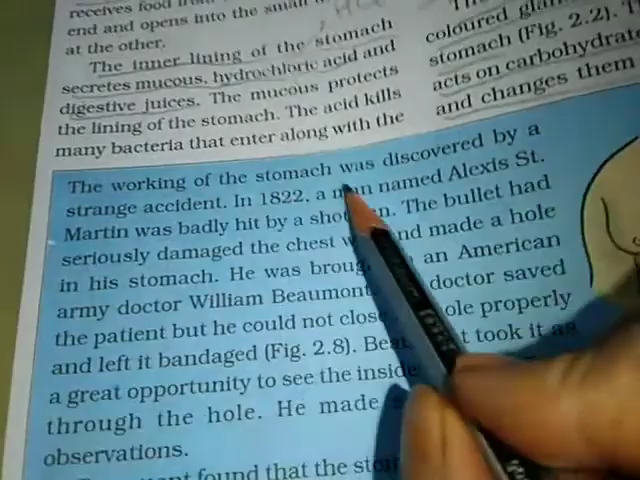 receives food from
end and opens into the small
at the other.
The inner lining of the stomach
secretes mucous, hydrochloric acid and
digestive juices. The mucous protects
the lining of the stomach. The acid kills
many bacteria that enter along with the
coloured
stomach (Fig. 2.2).
acts on
and changes them
The working of the stomach was discovered by a
strange accident. In 1822, a man named Alexis St.
Martin was badly hit by a The bullet had
seriously damaged the chest and made a hole
in his stomach. He was an American
army doctor William Beaumont doctor saved
the patient but he could not properly
and left it bandaged (Fig. 2.8). took it as
a great opportunity to see the inside
through the hole. He made
observations.
found that the